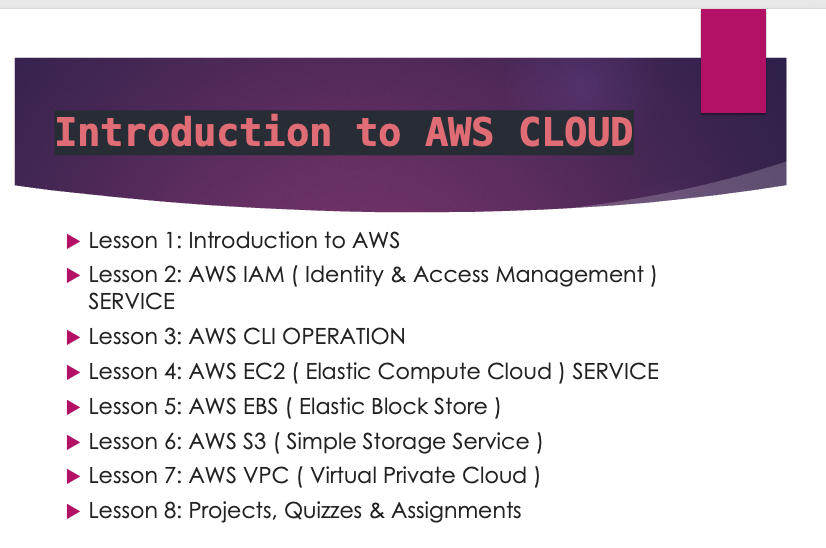 Introduction to AWS CLOUD
Lesson 1: Introduction to AWS
Lesson 2: AWS IAM ( Identity & Access Management )
SERVICE
Lesson 3: AWS CLI OPERATION
Lesson 4: AWS EC2 ( Elastic Compute Cloud ) SERVICE
Lesson 5: AWS EBS ( Elastic Block Store )
Lesson 6: AWS S3 ( Simple Storage Service )
Lesson 7: AWS VPC ( Virtual Private Cloud )
Lesson 8: Projects, Quizzes & Assignments